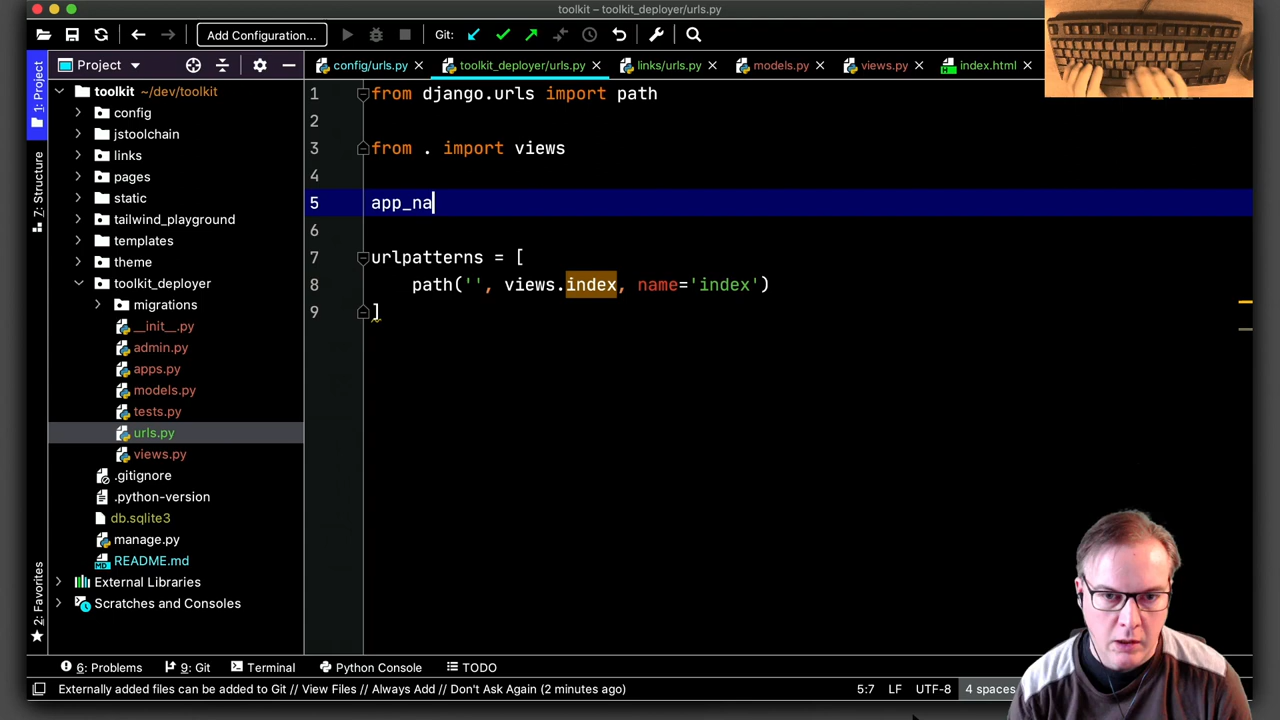 toolkit – toolkit_deployer/urls.py
Add Configuration...
Git:
Project
config/urls.py
toolkit_deployer/urls.py
links/urls.py
models.py
views.py
index.html
1: Project
7: Structure
2: Favorites
toolkit ~/dev/toolkit
config
jstoolchain
links
pages
static
tailwind_playground
templates
theme
toolkit_deployer
migrations
__init__.py
admin.py
apps.py
models.py
tests.py
urls.py
views.py
.gitignore
.python-version
db.sqlite3
manage.py
README.md
External Libraries
Scratches and Consoles
1 from django.urls import path
2
3 from . import views
4
5 app_na
6
7 urlpatterns = [
8 path('', views.index, name='index')
9 ]
6: Problems
9: Git
Terminal
Python Console
TODO
Externally added files can be added to Git // View Files // Always Add // Don't Ask Again (2 minutes ago)
5:7
LF
UTF-8
4 spaces